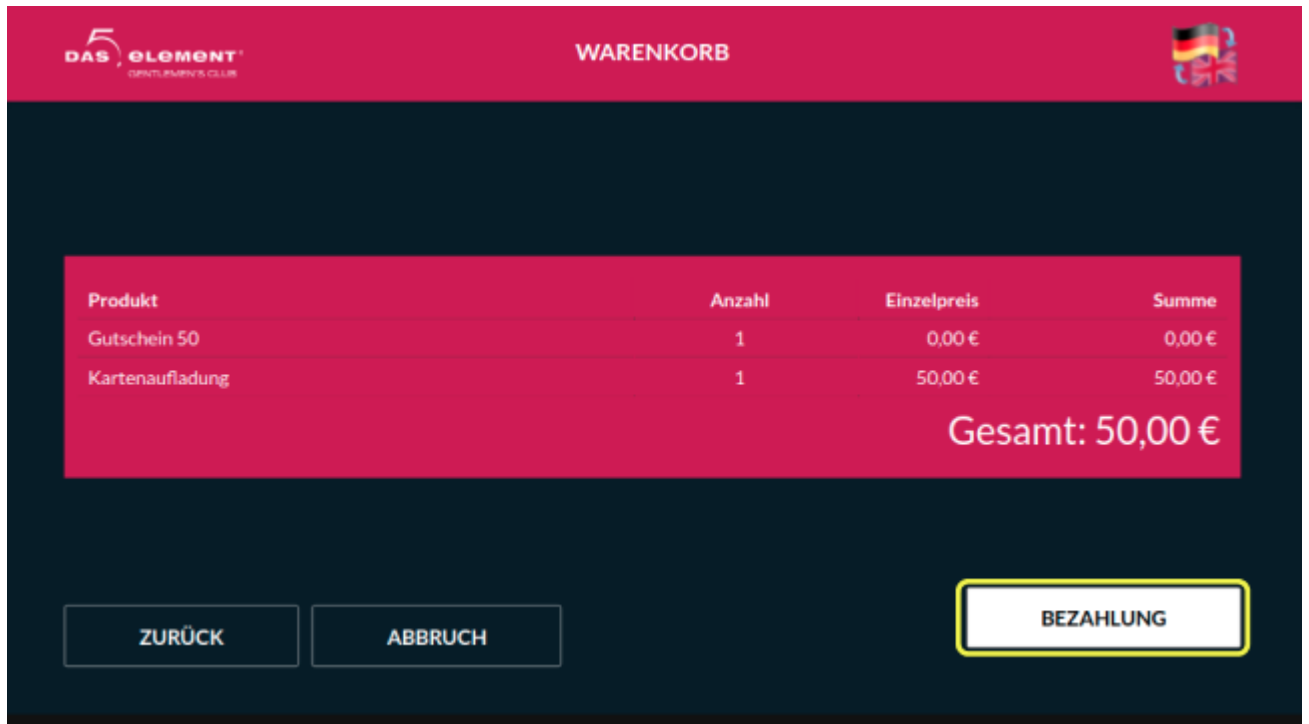 5
DAS element
GENTLEMEN'S CLUB
WARENKORB
Produkt Anzahl Einzelpreis Summe
Gutschein 50 1 0,00 € 0,00 €
Kartenaufladung 1 50,00 € 50,00 €
Gesamt: 50,00 €
ZURÜCK ABBRUCH BEZAHLUNG